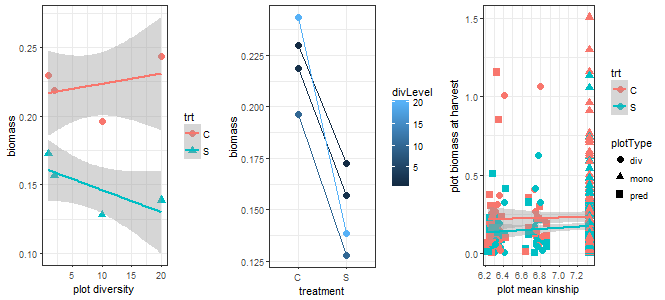 biomass
0.25
0.20
0.15
0.10
5
10
15
20
plot diversity
trt
C
S
biomass
0.225
0.200
0.175
0.150
0.125
C
S
treatment
divLevel
20
15
10
5
plot biomass at harvest
1.5
1.0
0.5
0.0
6.2 6.4 6.6 6.8 7.0 7.2
plot mean kinship
trt
C
S
plotType
div
mono
pred